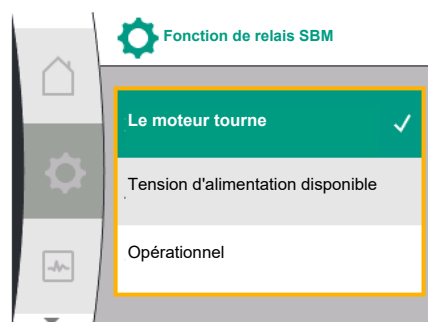 Fonction de relais SBM
Le moteur tourne
Tension d'alimentation disponible
Opérationnel